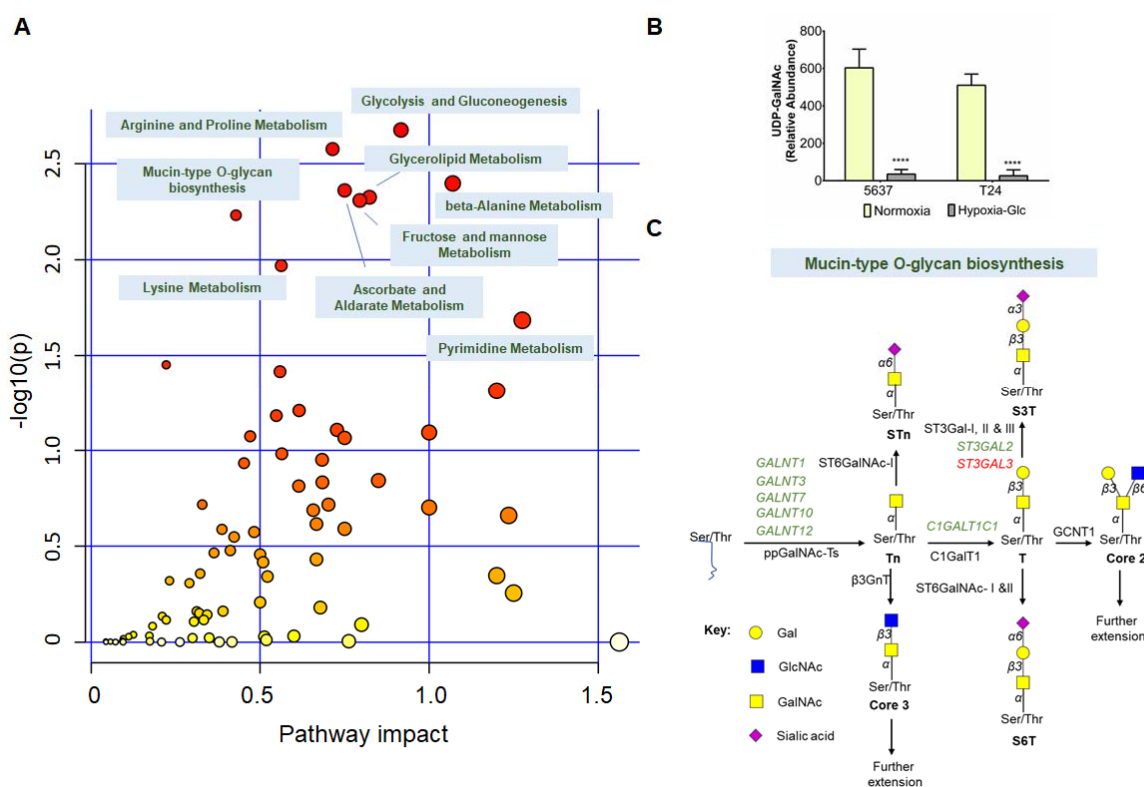 A
Glycolysis and Gluconeogenesis
Arginine and Proline Metabolism
Glycerolipid Metabolism
Mucin-type O-glycan
biosynthesis
beta-Alanine Metabolism
Fructose and mannose
Metabolism
Lysine Metabolism
Ascorbate and
Aldarate Metabolism
Pyrimidine Metabolism
-log10(p)
2.5
2.0
1.5
1.0
0.5
0
0 0.5 1.0 1.5
Pathway impact
B
UDP-GalNAc
(Relative Abundance)
800
600
400
200
0
**** ****
5637 T24
Normoxia Hypoxia-Glc
C
Mucin-type O-glycan biosynthesis
α3
β3
α
Ser/Thr
S3T
α6
α
Ser/Thr
STn
ST3Gal-I, II & III
ST3GAL2
ST3GAL3
GALNT1
GALNT3
GALNT7
GALNT10
GALNT12
ST6GalNAc-I
Ser/Thr
ppGalNAc-Ts
α
Ser/Thr
Tn
C1GALT1C1
C1GalT1
β3
α
Ser/Thr
T
GCNT1
β3 β6
α
Ser/Thr
Core 2
Further
extension
β3GnT
ST6GalNAc- I &II
β3
α
Ser/Thr
Core 3
Further
extension
α6
β3
α
Ser/Thr
S6T
Key:
Gal
GlcNAc
GalNAc
Sialic acid